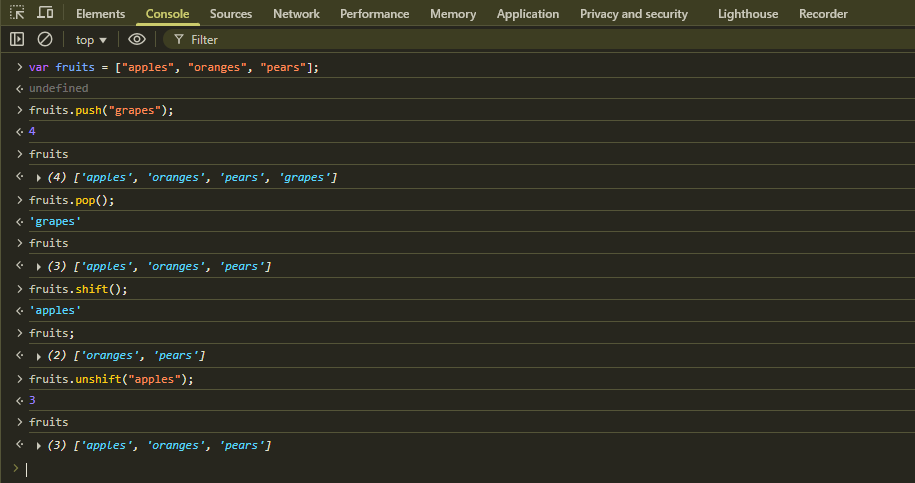 Elements Console Sources Network Performance Memory Application Privacy and security Lighthouse Recorder
top Filter
var fruits = ["apples", "oranges", "pears"];
undefined
fruits.push("grapes");
4
fruits
(4) ['apples', 'oranges', 'pears', 'grapes']
fruits.pop();
'grapes'
fruits
(3) ['apples', 'oranges', 'pears']
fruits.shift();
'apples'
fruits;
(2) ['oranges', 'pears']
fruits.unshift("apples");
3
fruits
(3) ['apples', 'oranges', 'pears']